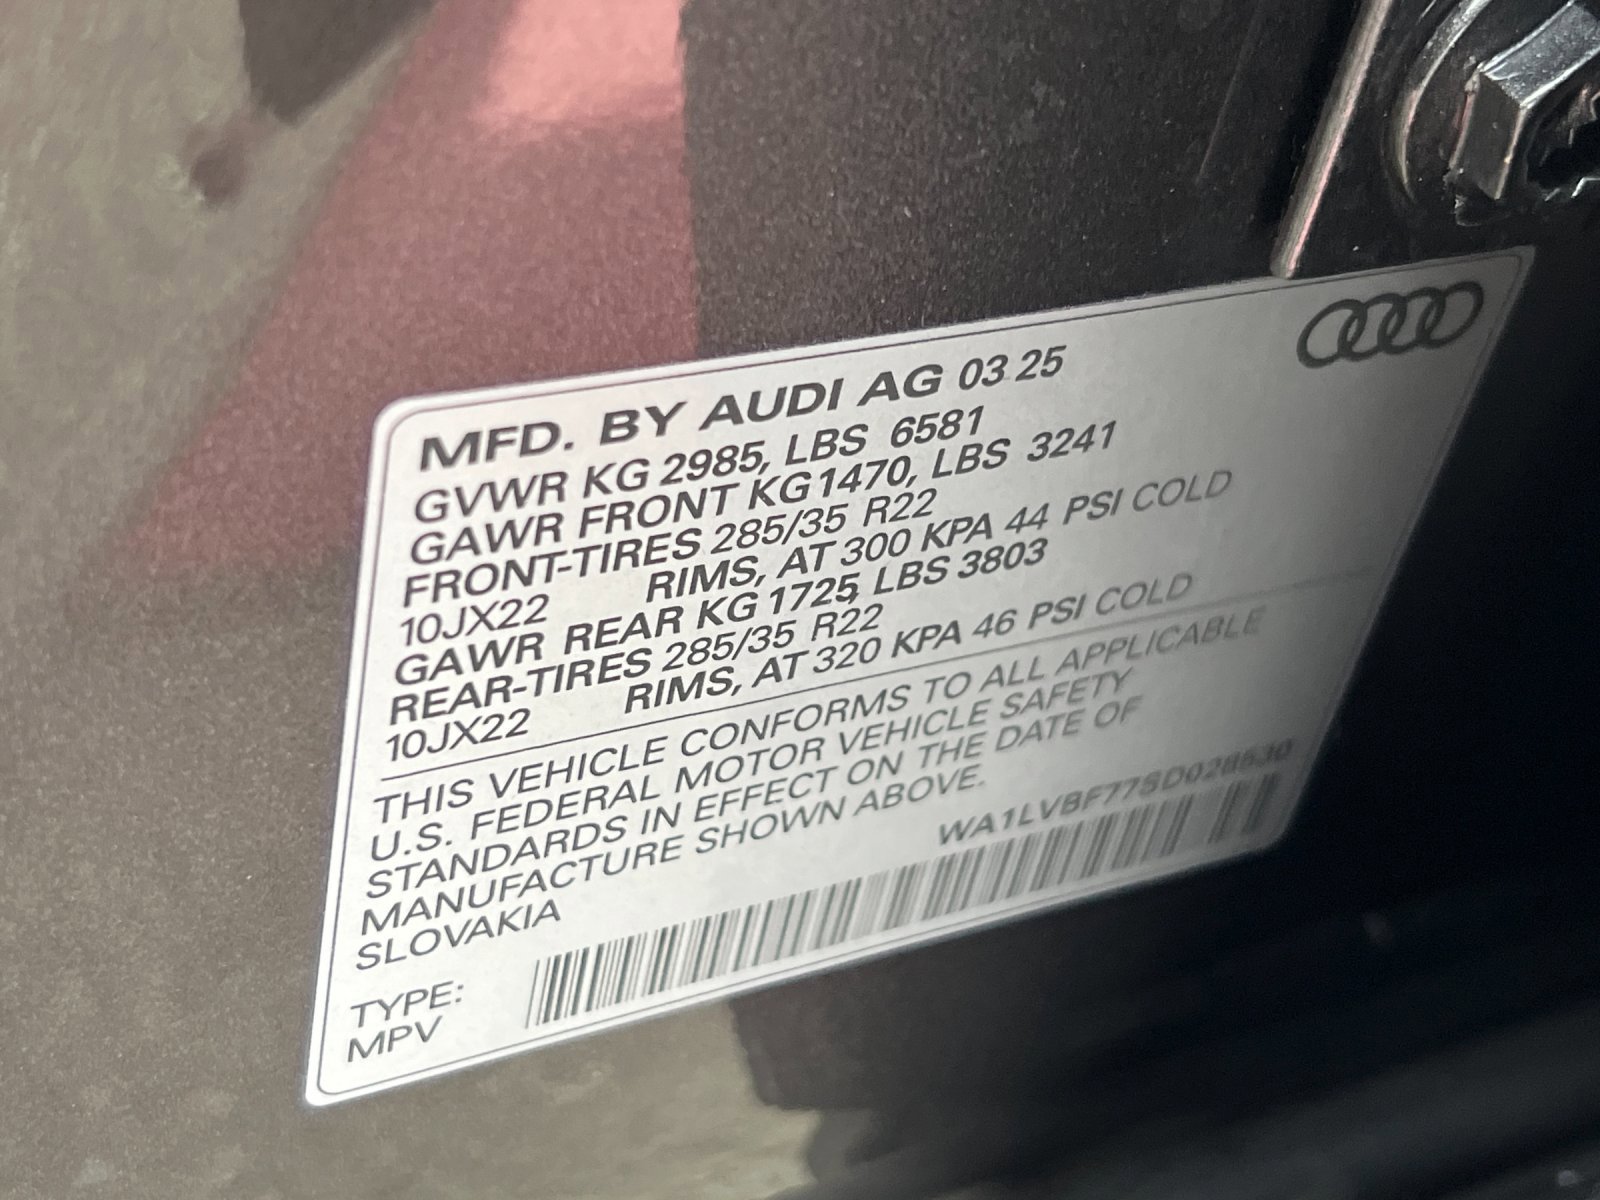 MFD. BY AUDI AG 03 25
GVWR KG 2985, LBS 6581
GAWR FRONT KG 1470, LBS 3241
FRONT-TIRES 285/35 R22
10JX22 RIMS, AT 300 KPA 44 PSI COLD
GAWR REAR KG 1725, LBS 3803
REAR-TIRES 285/35 R22
10JX22 RIMS, AT 320 KPA 46 PSI COLD
THIS VEHICLE CONFORMS TO ALL APPLICABLE
U.S. FEDERAL MOTOR VEHICLE SAFETY
STANDARDS IN EFFECT ON THE DATE OF
MANUFACTURE SHOWN ABOVE.
SLOVAKIA
TYPE:
MPV